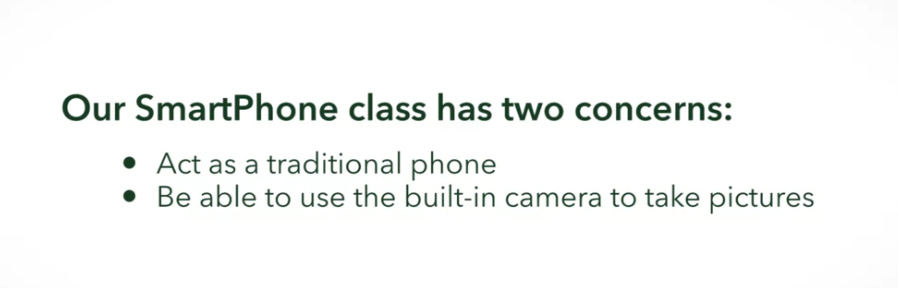 Our SmartPhone class has two concerns:
● Act as a traditional phone
● Be able to use the built-in camera to take pictures